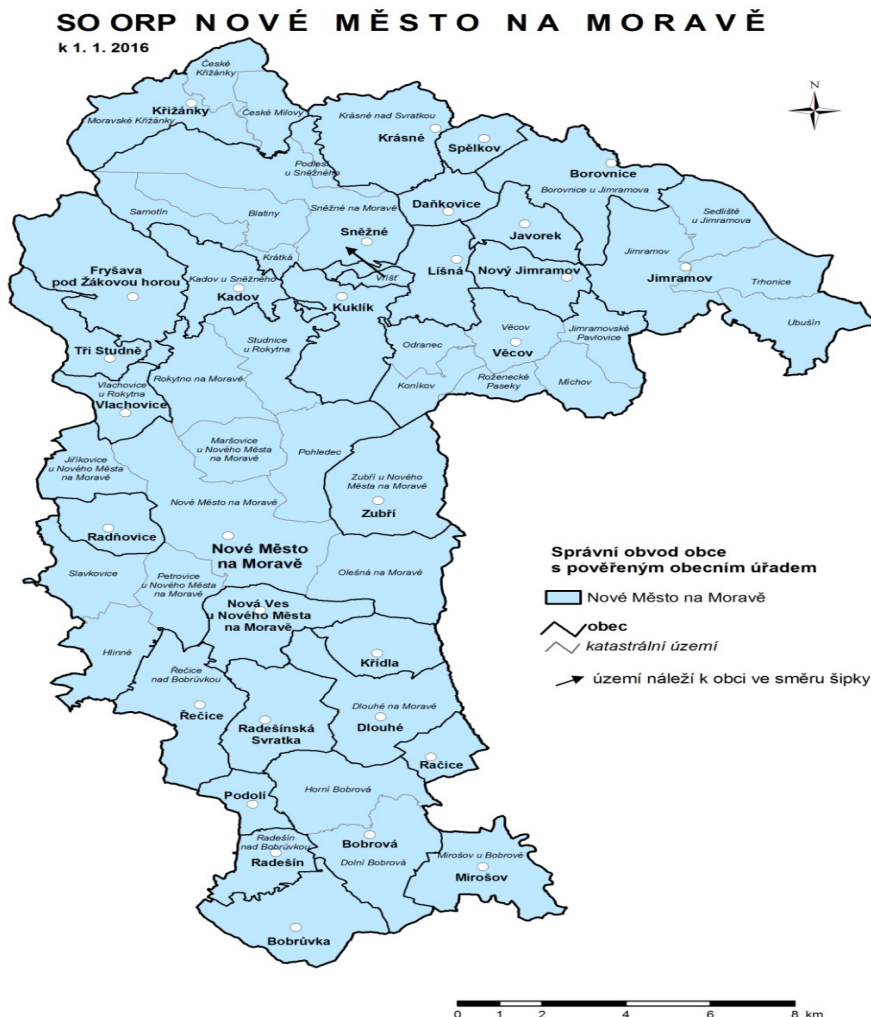 SO ORP NOVÉ MĚSTO NA MORAVĚ
k 1. 1. 2016
N
České
Křižánky
Křižánky
Moravské Křižánky
České Milovy
Krásné nad Svratkou
Krásné
Spělkov
Borovnice
Borovnice u Jimramova
Podlesí
u Sněžného
Daňkovice
Sedliště
u Jimramova
Samotín
Blatiny
Sněžné na Moravě
Sněžné
Javorek
Jimramov
Jimramov
Krátká
Vříšť
Líšná
Nový Jimramov
Trhonice
Fryšava
pod Žákovou horou
Kadov u Sněžného
Kadov
Kuklík
Ubušín
Studnice
u Rokytna
Odranec
Věcov
Věcov
Jimramovské
Pavlovice
Tři Studně
Rokytno na Moravě
Koníkov
Roženecké
Paseky
Míchov
Vlachovice
u Rokytna
Vlachovice
Maršovice
u Nového Města
na Moravě
Pohledec
Jiříkovice
u Nového Města
na Moravě
Zubří u Nového
Města na Moravě
Zubří
Nové Město na Moravě
Radňovice
Nové Město
na Moravě
Slavkovice
Petrovice
u Nového Města
na Moravě
Olešná na Moravě
Nová Ves
u Nového Města
na Moravě
Hlinné
Křídla
Řečice
nad Bobrůvkou
Řečice
Radešínská
Svratka
Dlouhé na Moravě
Dlouhé
Račice
Podolí
Horní Bobrová
Radešín
nad Bobrůvkou
Radešín
Bobrová
Dolní Bobrová
Mirošov u Bobrové
Mirošov
Bobrůvka
Správní obvod obce
s pověřeným obecním úřadem
Nové Město na Moravě
obec
katastrální území
území náleží k obci ve směru šipky
0 1 2 4 6 8 km